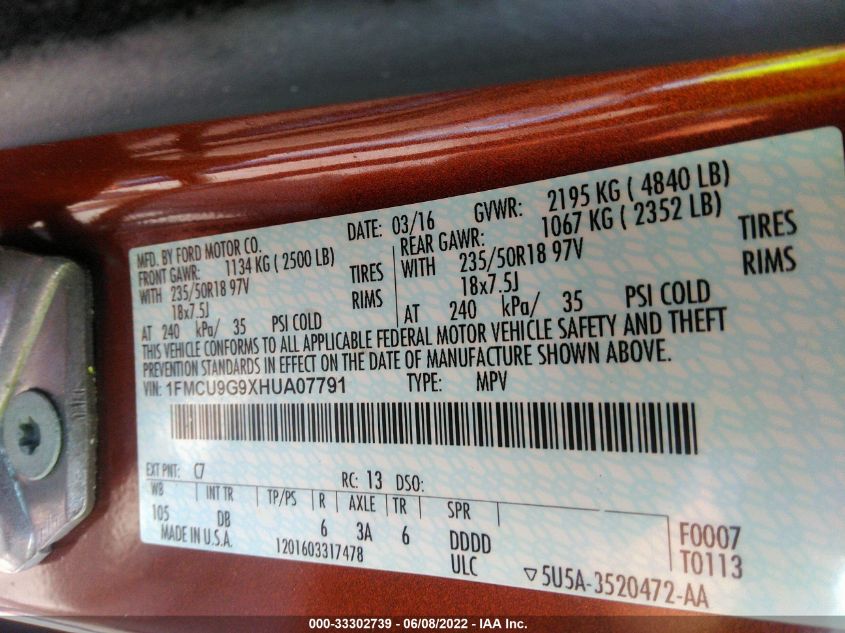 MFD. BY FORD MOTOR CO.
DATE: 03/16 GVWR: 2195 KG ( 4840 LB)
FRONT GAWR: 1134 KG ( 2500 LB)
REAR GAWR: 1067 KG ( 2352 LB)
WITH 235/50R18 97V TIRES
WITH 235/50R18 97V TIRES
18x7.5J RIMS
18x7.5J RIMS
AT 240 kPa/ 35 PSI COLD
AT 240 kPa/ 35 PSI COLD
THIS VEHICLE CONFORMS TO ALL APPLICABLE FEDERAL MOTOR VEHICLE SAFETY AND THEFT
PREVENTION STANDARDS IN EFFECT ON THE DATE OF MANUFACTURE SHOWN ABOVE.
VIN: 1FMCU9G9XHUA07791 TYPE: MPV
EXT PNT: C7 RC: 13 DSO:
WB INT TR TP/PS R AXLE TR SPR
105 DB 6 3A 6 DDDD F0007
MADE IN U.S.A. 1201603317478 ULC T0113
▽5U5A-3520472-AA
000-33302739 - 06/08/2022 - IAA Inc.